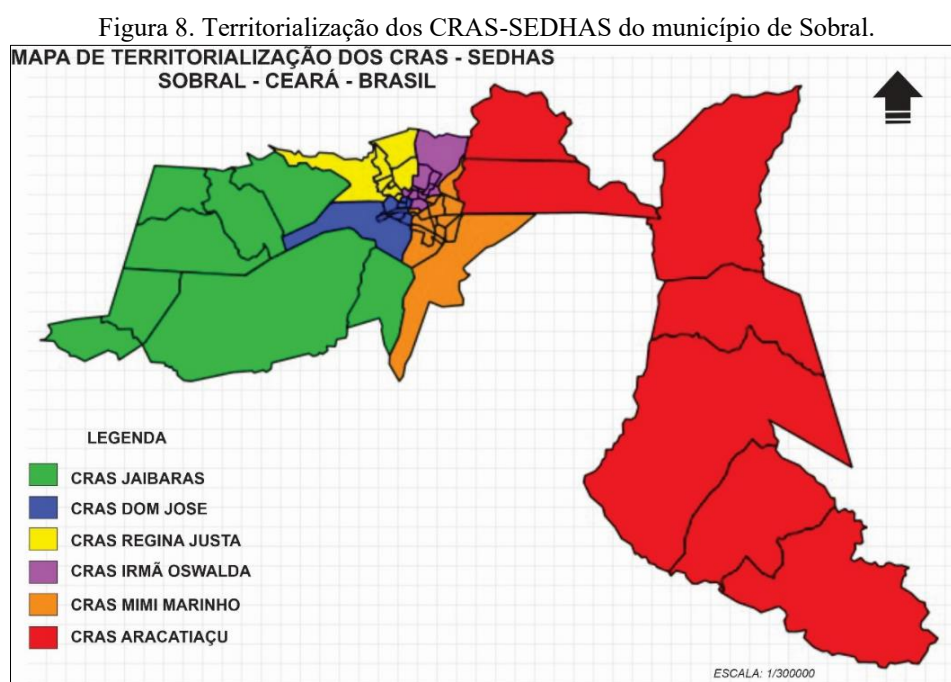 Figura 8. Territorialização dos CRAS-SEDHAS do município de Sobral.
MAPA DE TERRITORIALIZAÇÃO DOS CRAS - SEDHAS
SOBRAL - CEARÁ - BRASIL
LEGENDA
CRAS JAIBARAS
CRAS DOM JOSE
CRAS REGINA JUSTA
CRAS IRMÃ OSWALDA
CRAS MIMI MARINHO
CRAS ARACATIAÇU
ESCALA: 1/300000